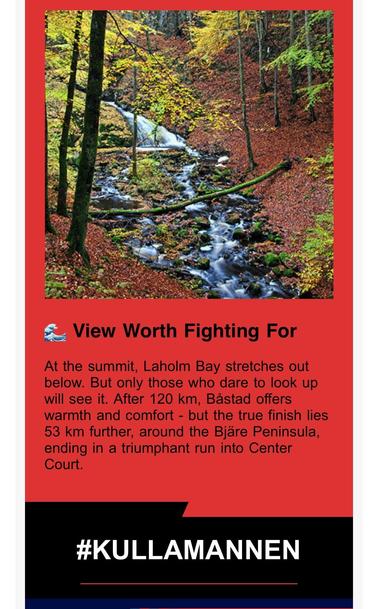 🌊 View Worth Fighting For
At the summit, Laholm Bay stretches out
below. But only those who dare to look up
will see it. After 120 km, Båstad offers
warmth and comfort - but the true finish lies
53 km further, around the Bjäre Peninsula,
ending in a triumphant run into Center
Court.
#KULLAMANNEN